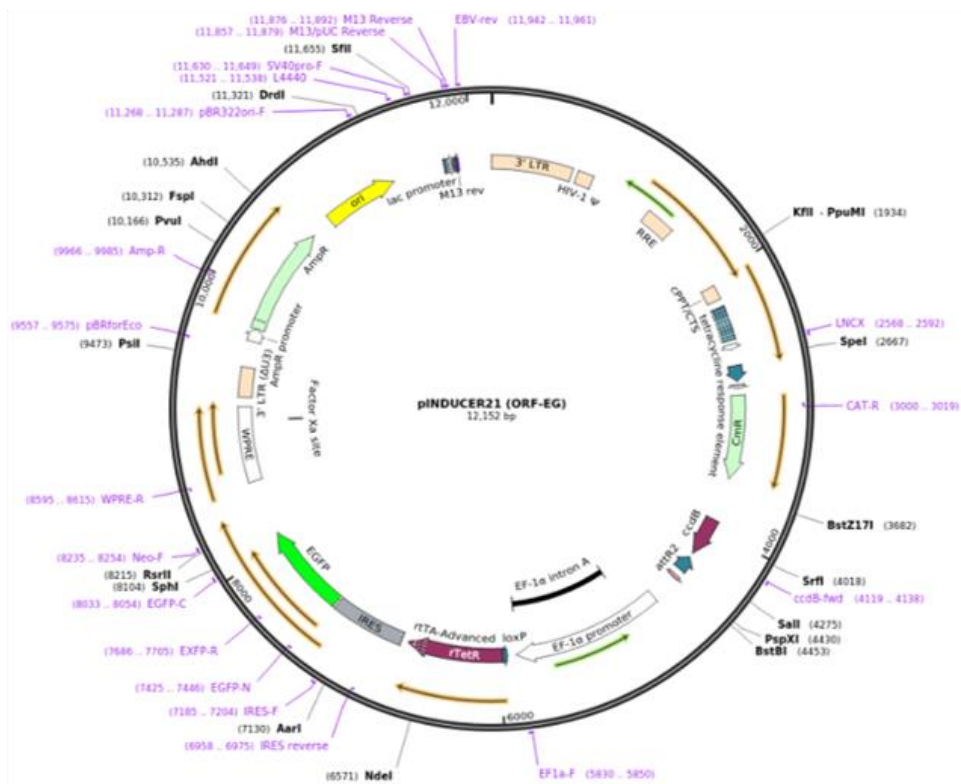 (11,876 .. 11,892) M13 Reverse
(11,857 .. 11,879) M13/pUC Reverse
(11,655) SfiI
(11,630 .. 11,649) SV40pro-F
(11,521 .. 11,538) L4440
(11,321) DrdI
(11,268 .. 11,287) pBR322ori-F
EBV-rev (11,942 .. 11,961)
12,000
(10,535) AhdI
(10,312) FspI
(10,166) PvuI
(9966 .. 9985) Amp-R
10,000
(9557 .. 9575) pBRforEco
(9473) PsiI
KflI - PpuMI (1934)
2000
LNCX (2568 .. 2592)
SpeI (2667)
CAT-R (3000 .. 3019)
BstZ17I (3682)
4000
SrfI (4018)
ccdB-fwd (4119 .. 4138)
SalI (4275)
PspXI (4430)
BstBI (4453)
3' LTR
HIV-1 Ψ
RRE
cPPT/CTS
tetracycline response element
CmR
ccdB
attR2
EF-1α intron A
EF-1α promoter
loxP
rtTA-Advanced
rTetR
IRES
EGFP
WPRE
Factor Xa site
3' LTR (ΔU3)
AmpR promoter
AmpR
ori
lac promoter
M13 rev
pINDUCER21 (ORF-EG)
12,152 bp
(8595 .. 8615) WPRE-R
(8235 .. 8254) Neo-F
(8215) RsrII
(8104) SphI
(8033 .. 8054) EGFP-C
8000
(7686 .. 7705) EXFP-R
(7425 .. 7446) EGFP-N
(7185 .. 7204) IRES-F
(7130) AarI
(6958 .. 6975) IRES reverse
(6571) NdeI
6000
EF1a-F (5830 .. 5850)